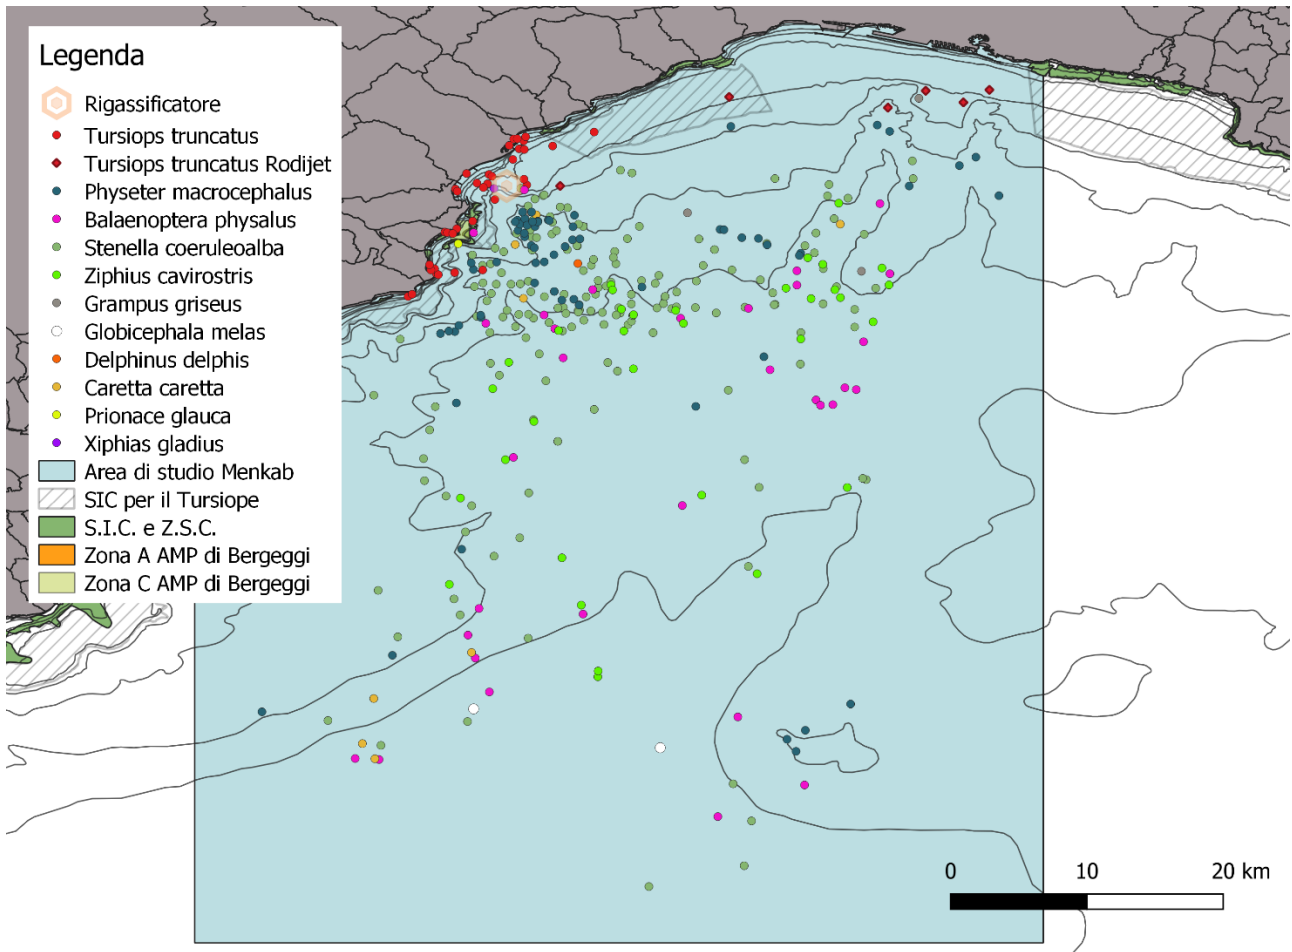 Legenda
Rigassificatore
Tursiops truncatus
Tursiops truncatus Rodijet
Physeter macrocephalus
Balaenoptera physalus
Stenella coeruleoalba
Ziphius cavirostris
Grampus griseus
Globicephala melas
Delphinus delphis
Caretta caretta
Prionace glauca
Xiphias gladius
Area di studio Menkab
SIC per il Tursiope
S.I.C. e Z.S.C.
Zona A AMP di Bergeggi
Zona C AMP di Bergeggi
0 10 20 km